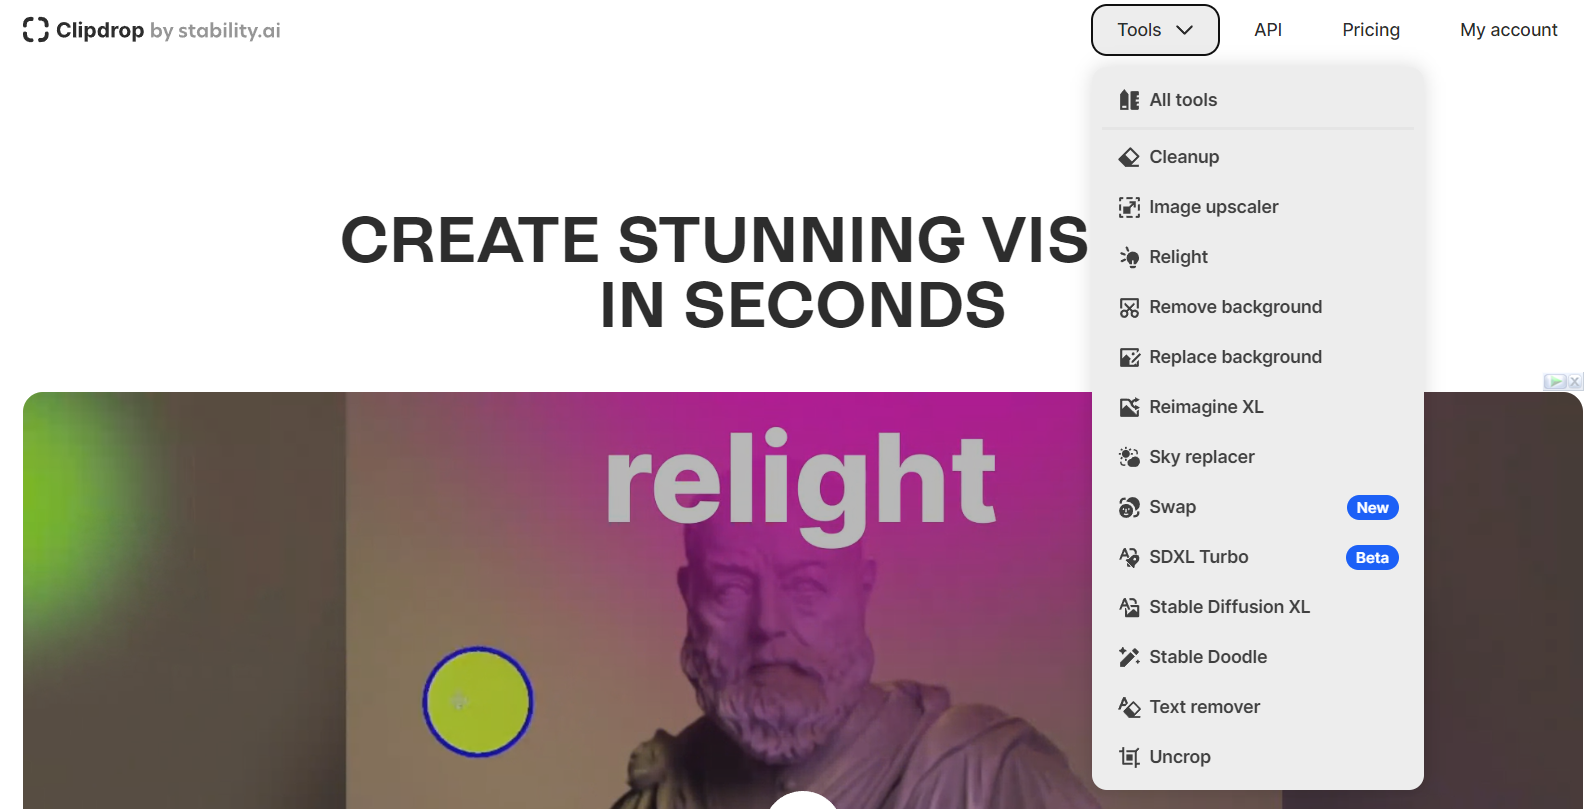 Clipdrop by stability.ai
Tools
API
Pricing
My account
All tools
Cleanup
Image upscaler
Relight
Remove background
Replace background
Reimagine XL
Sky replacer
Swap New
SDXL Turbo Beta
Stable Diffusion XL
Stable Doodle
Text remover
Uncrop
CREATE STUNNING VIS
IN SECONDS
relight